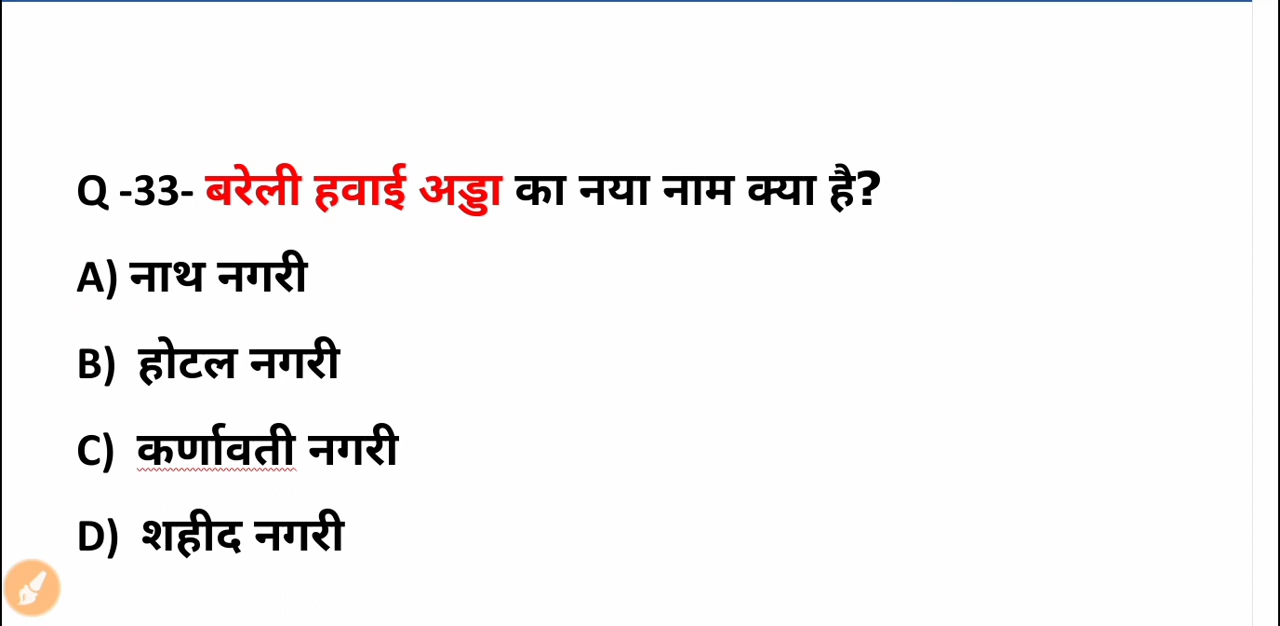 Q -33- बरेली हवाई अड्डा का नया नाम क्या है?
A) नाथ नगरी
B) होटल नगरी
C) कर्णावती नगरी
D) शहीद नगरी